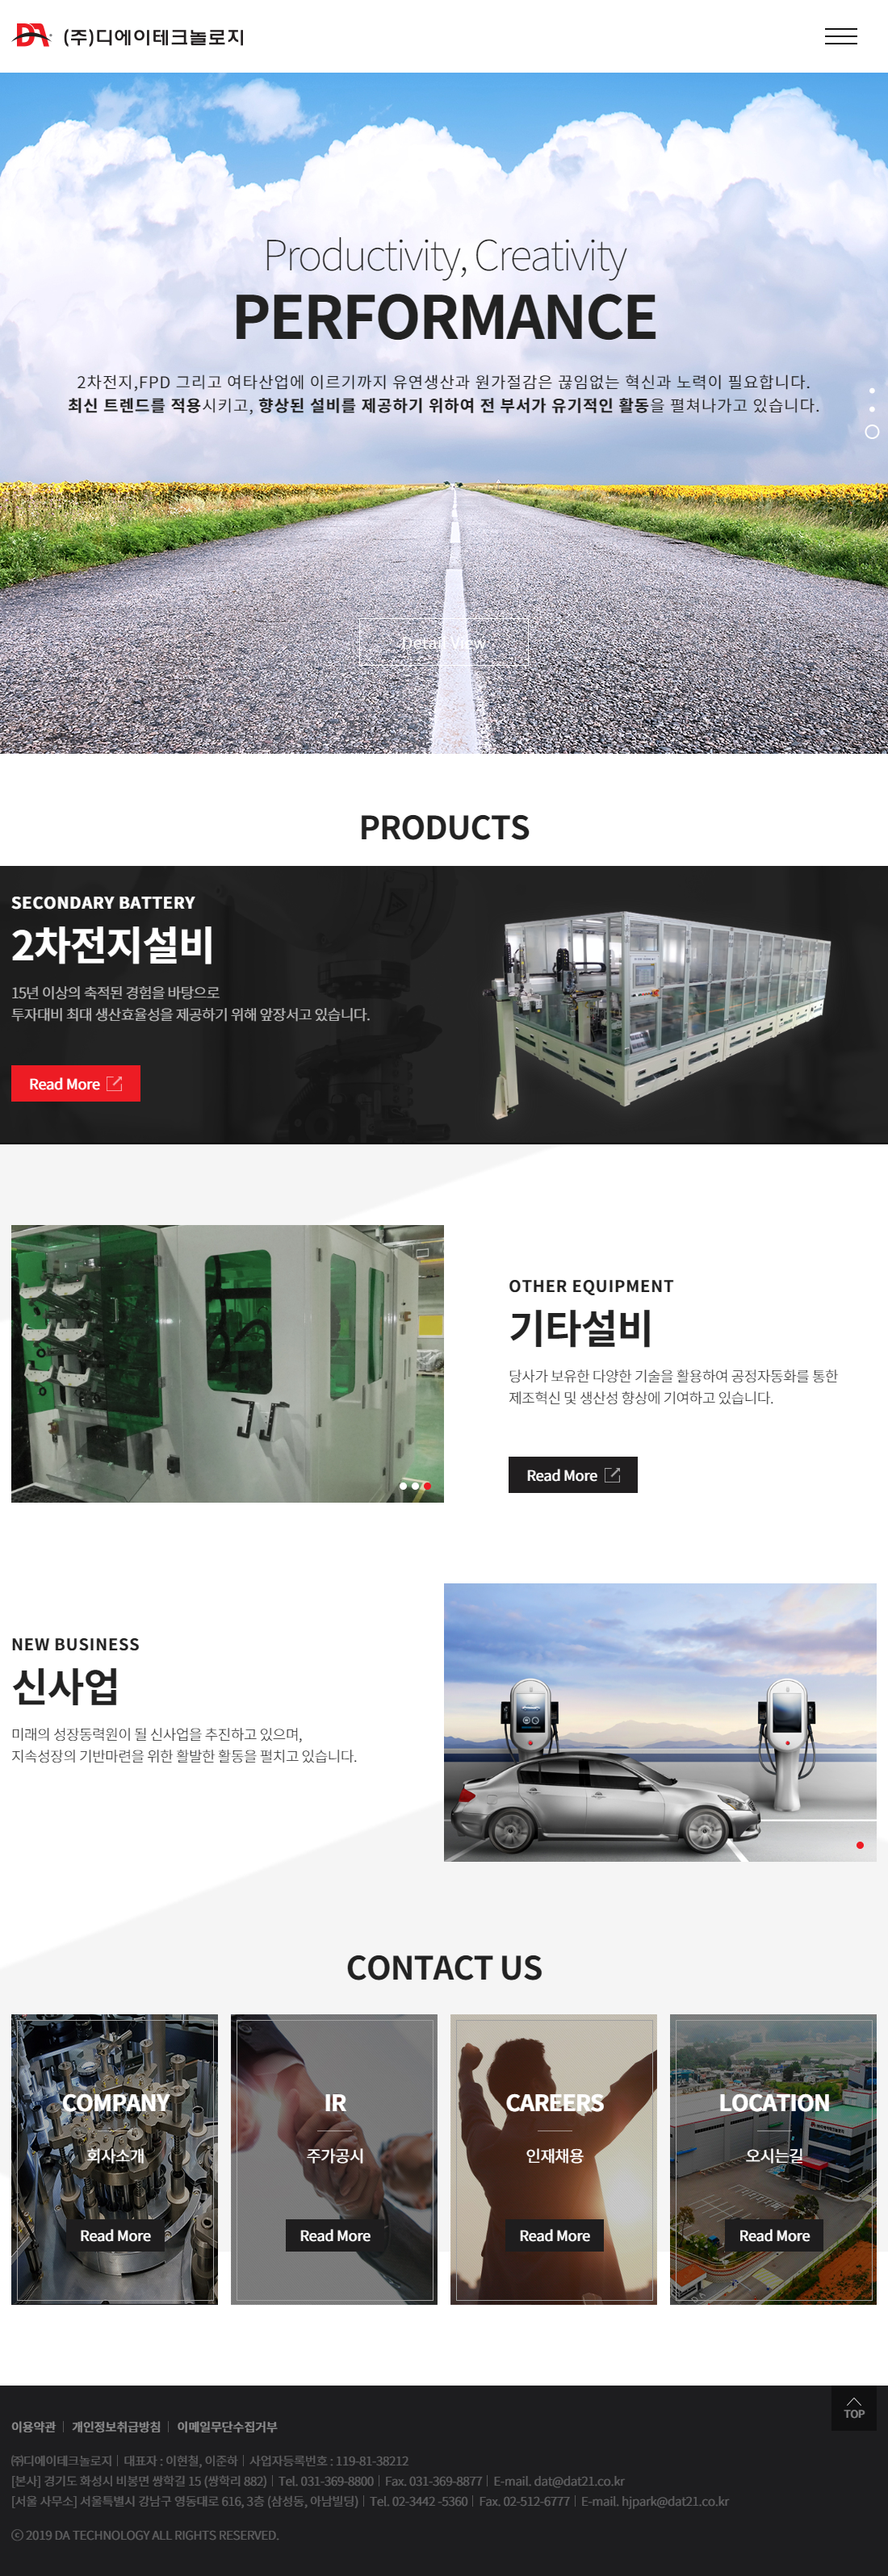 DA (주)디에이테크놀로지
Productivity, Creativity
PERFORMANCE
2차전지,FPD 그리고 여타산업에 이르기까지 유연생산과 원가절감은 끊임없는 혁신과 노력이 필요합니다.
최신 트렌드를 적용시키고, 향상된 설비를 제공하기 위하여 전 부서가 유기적인 활동을 펼쳐나가고 있습니다.
Detail View
PRODUCTS
SECONDARY BATTERY
2차전지설비
15년 이상의 축적된 경험을 바탕으로
투자대비 최대 생산효율성을 제공하기 위해 앞장서고 있습니다.
Read More
OTHER EQUIPMENT
기타설비
당사가 보유한 다양한 기술을 활용하여 공정자동화를 통한
제조혁신 및 생산성 향상에 기여하고 있습니다.
Read More
NEW BUSINESS
신사업
미래의 성장동력원이 될 신사업을 추진하고 있으며,
지속성장의 기반마련을 위한 활발한 활동을 펼치고 있습니다.
CONTACT US
COMPANY
회사소개
Read More
IR
주가공시
Read More
CAREERS
인재채용
Read More
LOCATION
오시는길
Read More
TOP
이용약관 | 개인정보취급방침 | 이메일무단수집거부
㈜디에이테크놀로지 | 대표자 : 이현철, 이준하 | 사업자등록번호 : 119-81-38212
[본사] 경기도 화성시 비봉면 쌍학길 15 (쌍학리 882) | Tel. 031-369-8800 | Fax. 031-369-8877 | E-mail. dat@dat21.co.kr
[서울 사무소] 서울특별시 강남구 영동대로 616, 3층 (삼성동, 아남빌딩) | Tel. 02-3442 -5360 | Fax. 02-512-6777 | E-mail. hjpark@dat21.co.kr
ⓒ 2019 DA TECHNOLOGY ALL RIGHTS RESERVED.